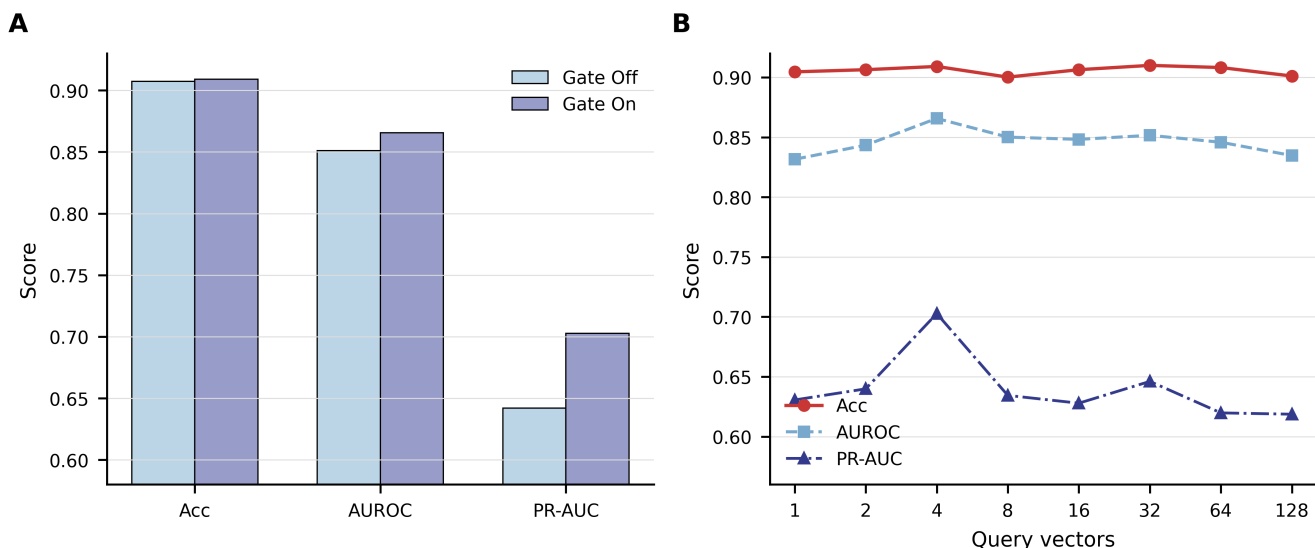 A
Score
0.90
0.85
0.80
0.75
0.70
0.65
0.60
Gate Off
Gate On
Acc AUROC PR-AUC
B
Score
0.90
0.85
0.80
0.75
0.70
0.65
0.60
Acc
AUROC
PR-AUC
1 2 4 8 16 32 64 128
Query vectors